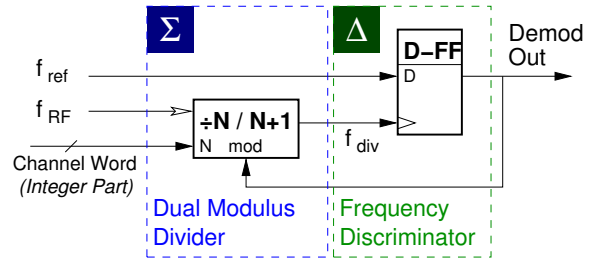 Σ
Δ
Demod
Out
D–FF
f ref
D
f RF
÷N / N+1
N mod
f div
Channel Word
(Integer Part)
Dual Modulus
Divider
Frequency
Discriminator